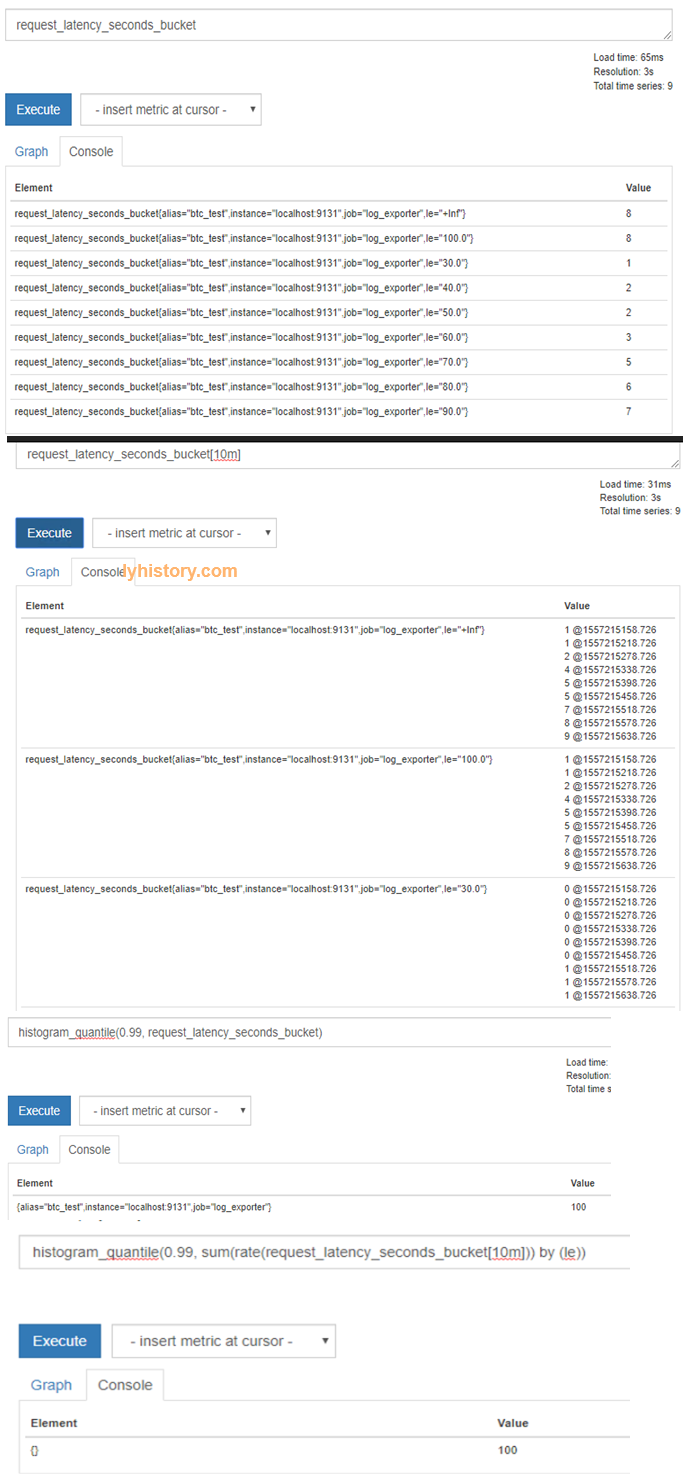 request_latency_seconds_bucket
Load time: 65ms
Resolution: 3s
Total time series: 9
Execute
- insert metric at cursor -
Graph Console
Element Value
request_latency_seconds_bucket{alias="btc_test",instance="localhost:9131",job="log_exporter",le="+Inf"} 8
request_latency_seconds_bucket{alias="btc_test",instance="localhost:9131",job="log_exporter",le="100.0"} 8
request_latency_seconds_bucket{alias="btc_test",instance="localhost:9131",job="log_exporter",le="30.0"} 1
request_latency_seconds_bucket{alias="btc_test",instance="localhost:9131",job="log_exporter",le="40.0"} 2
request_latency_seconds_bucket{alias="btc_test",instance="localhost:9131",job="log_exporter",le="50.0"} 2
request_latency_seconds_bucket{alias="btc_test",instance="localhost:9131",job="log_exporter",le="60.0"} 3
request_latency_seconds_bucket{alias="btc_test",instance="localhost:9131",job="log_exporter",le="70.0"} 5
request_latency_seconds_bucket{alias="btc_test",instance="localhost:9131",job="log_exporter",le="80.0"} 6
request_latency_seconds_bucket{alias="btc_test",instance="localhost:9131",job="log_exporter",le="90.0"} 7
request_latency_seconds_bucket[10m]
Load time: 31ms
Resolution: 3s
Total time series: 9
Execute
- insert metric at cursor -
Graph Console lyhistory.com
Element Value
request_latency_seconds_bucket{alias="btc_test",instance="localhost:9131",job="log_exporter",le="+Inf"} 1 @1557215158.726
1 @1557215218.726
2 @1557215278.726
4 @1557215338.726
5 @1557215398.726
5 @1557215458.726
7 @1557215518.726
8 @1557215578.726
9 @1557215638.726
request_latency_seconds_bucket{alias="btc_test",instance="localhost:9131",job="log_exporter",le="100.0"} 1 @1557215158.726
1 @1557215218.726
2 @1557215278.726
4 @1557215338.726
5 @1557215398.726
5 @1557215458.726
7 @1557215518.726
8 @1557215578.726
9 @1557215638.726
request_latency_seconds_bucket{alias="btc_test",instance="localhost:9131",job="log_exporter",le="30.0"} 0 @1557215158.726
0 @1557215218.726
0 @1557215278.726
0 @1557215338.726
0 @1557215398.726
0 @1557215458.726
1 @1557215518.726
1 @1557215578.726
1 @1557215638.726
histogram_quantile(0.99, request_latency_seconds_bucket)
Load time:
Resolution:
Total time s
Execute
- insert metric at cursor -
Graph Console
Element Value
{alias="btc_test",instance="localhost:9131",job="log_exporter"} 100
histogram_quantile(0.99, sum(rate(request_latency_seconds_bucket[10m])) by (le))
Execute
- insert metric at cursor -
Graph Console
Element Value
{} 100